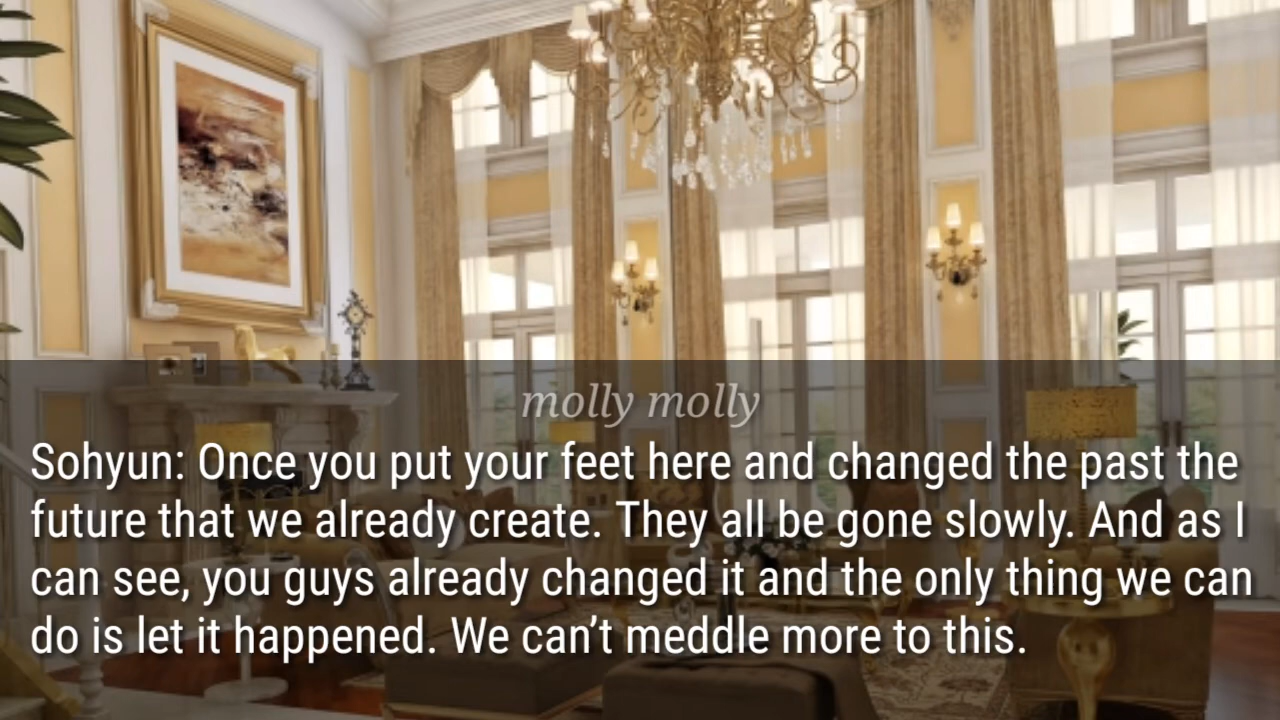 molly molly
Sohyun: Once you put your feet here and changed the past the
future that we already create. They all be gone slowly. And as I
can see, you guys already changed it and the only thing we can
do is let it happened. We can’t meddle more to this.